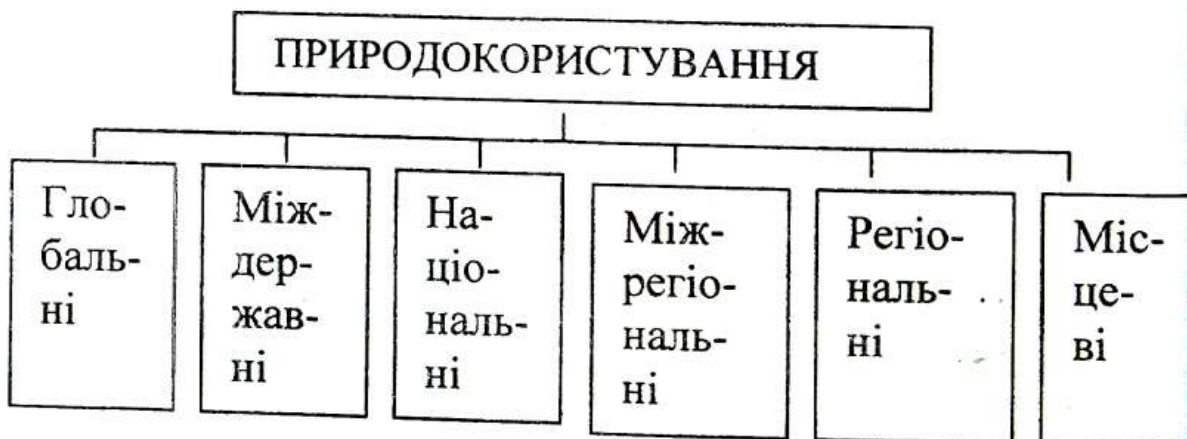 ПРИРОДОКОРИСТУВАННЯ
Гло-
баль-
ні
Між-
дер-
жав-
ні
На-
ціо-
наль-
ні
Між-
регіо-
наль-
ні
Регіо-
наль-
ні
Міс-
це-
ві